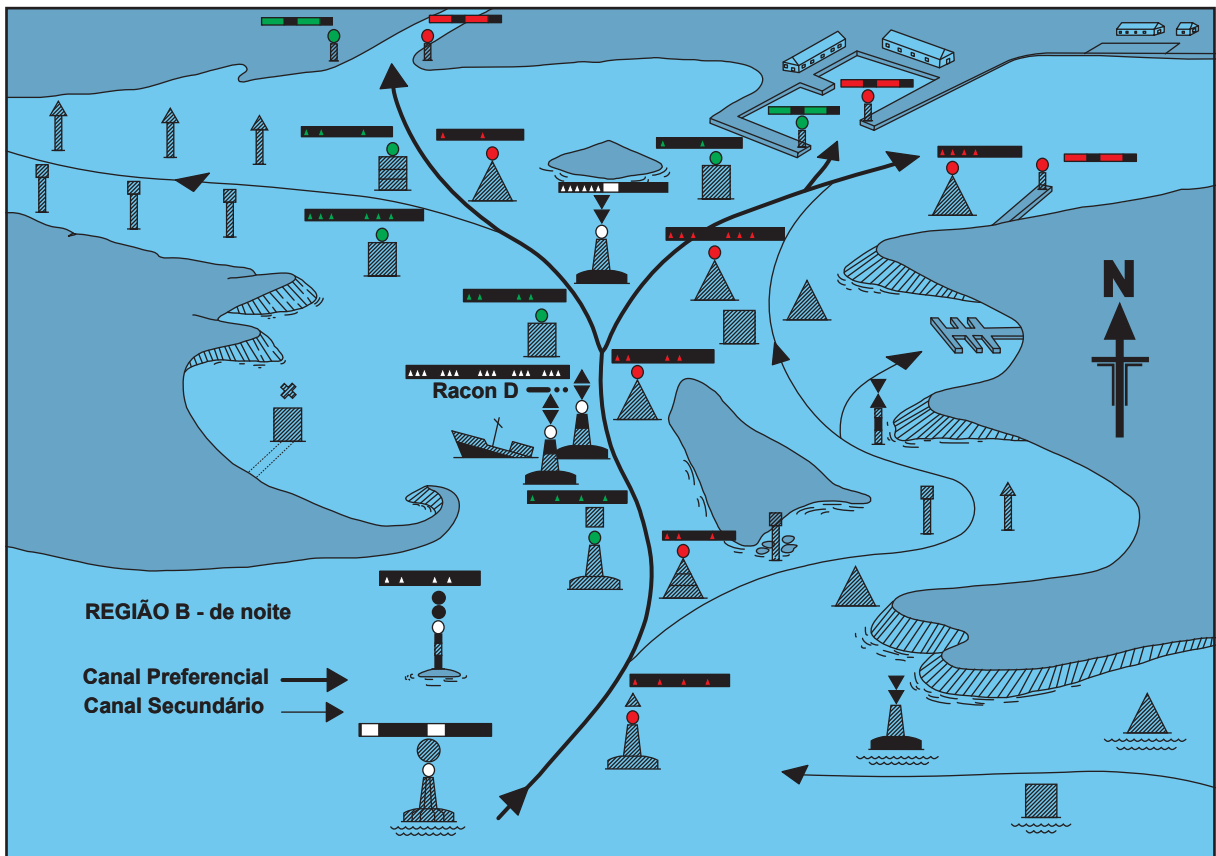 N
Racon D
REGIÃO B - de noite
Canal Preferencial
Canal Secundário